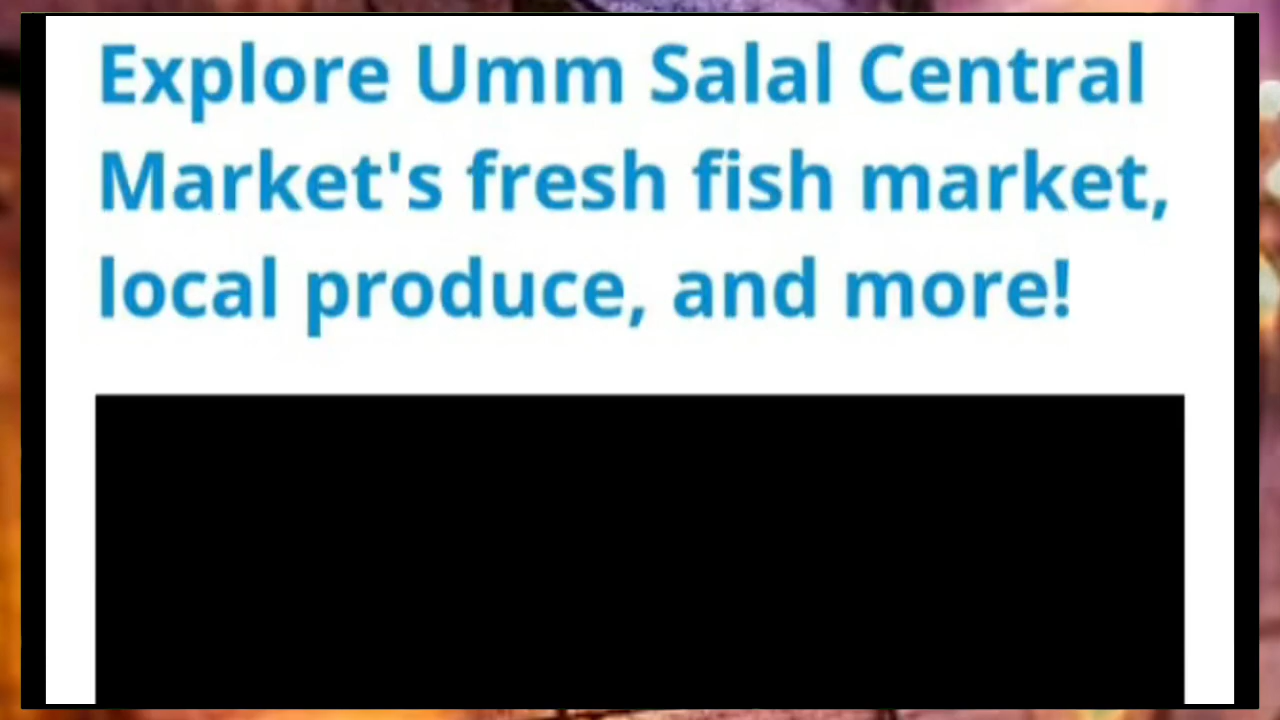 Explore Umm Salal Central
Market's fresh fish market,
local produce, and more!